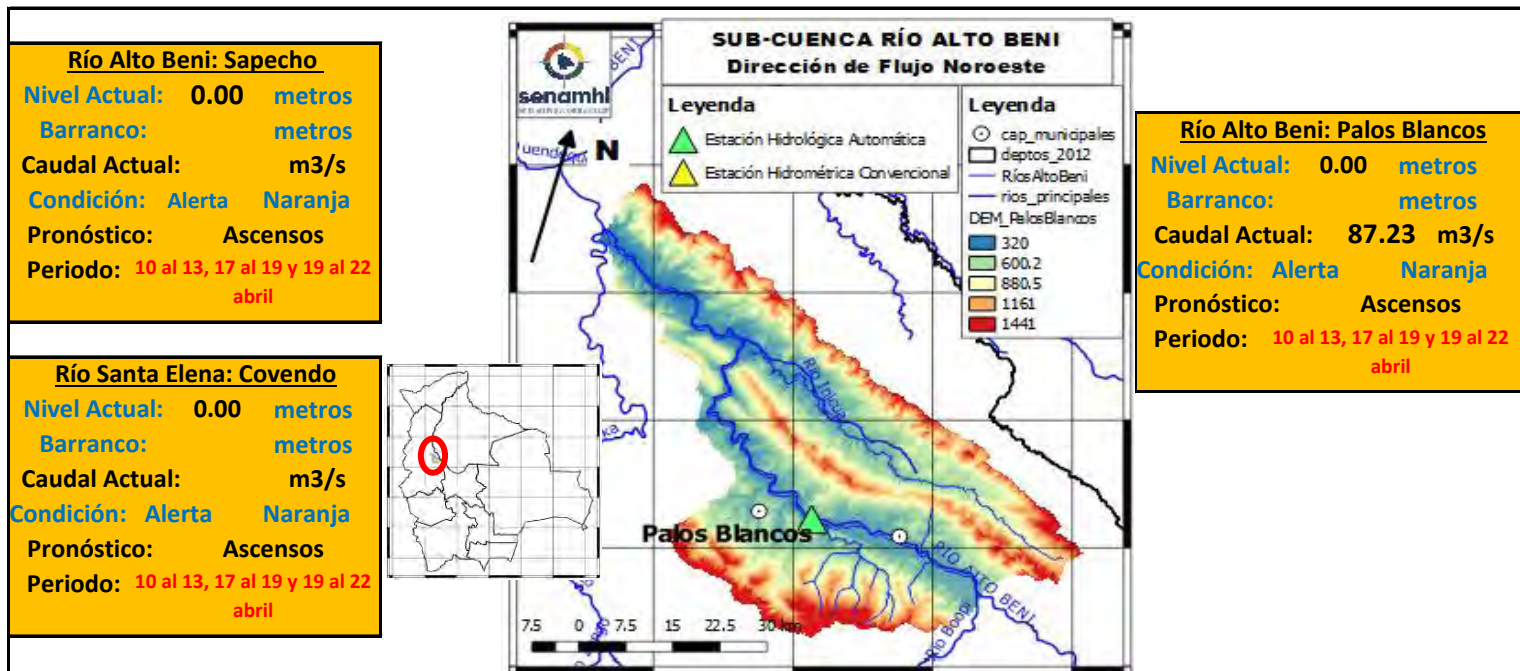 Río Alto Beni: Sapecho
Nivel Actual: 0.00 metros
Barranco: metros
Caudal Actual: m3/s
Condición: Alerta Naranja
Pronóstico: Ascensos
Periodo: 10 al 13, 17 al 19 y 19 al 22
abril
Río Santa Elena: Covendo
Nivel Actual: 0.00 metros
Barranco: metros
Caudal Actual: m3/s
Condición: Alerta Naranja
Pronóstico: Ascensos
Periodo: 10 al 13, 17 al 19 y 19 al 22
abril
senamhi
N
SUB-CUENCA RÍO ALTO BENI
Dirección de Flujo Noroeste
Leyenda
Estación Hidrológica Automática
Estación Hidrométrica Convencional
Leyenda
cap_municipales
deptos_2012
RíosAltoBeni
rios_principales
DEM_PalosBlancos
320
600.2
880.5
1161
1441
BENI
Río Inicua
Palos Blancos
RÍO ALTO BENI
Río Boopi
7.5 0 7.5 15 22.5 30 km
Río Alto Beni: Palos Blancos
Nivel Actual: 0.00 metros
Barranco: metros
Caudal Actual: 87.23 m3/s
Condición: Alerta Naranja
Pronóstico: Ascensos
Periodo: 10 al 13, 17 al 19 y 19 al 22
abril